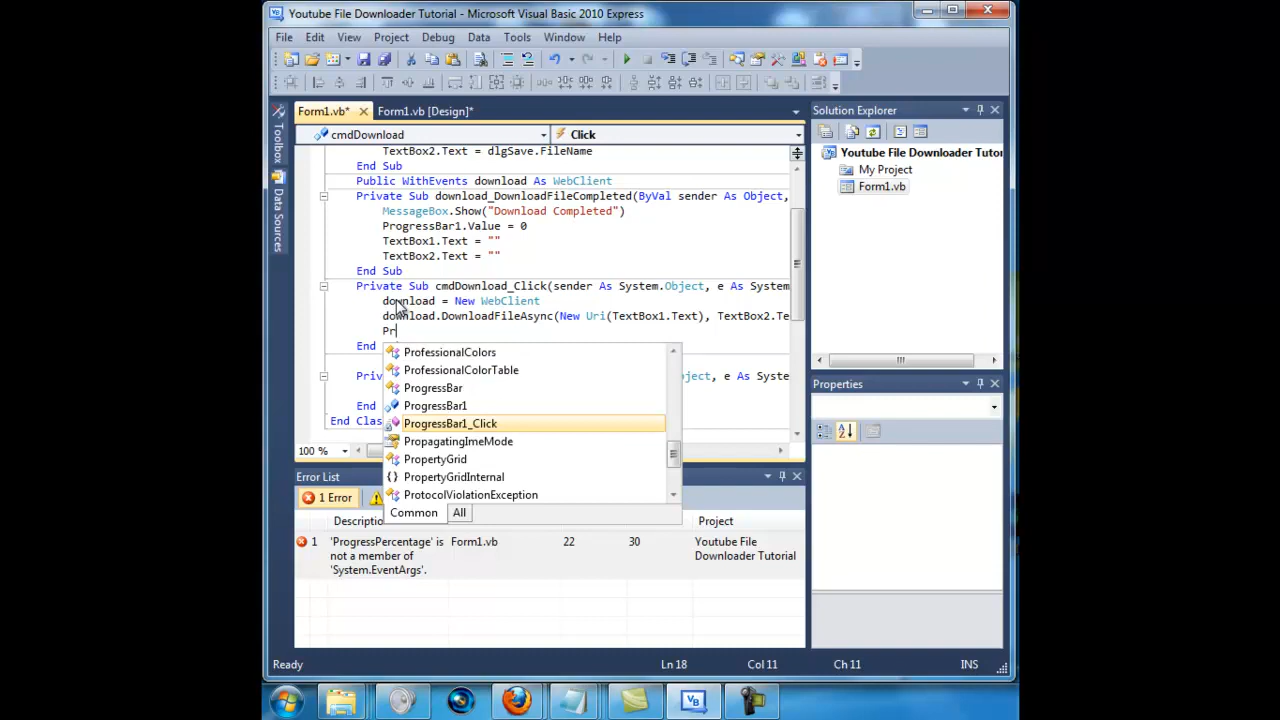 Youtube File Downloader Tutorial - Microsoft Visual Basic 2010 Express
File Edit View Project Debug Data Tools Window Help
Form1.vb* Form1.vb [Design]*
cmdDownload Click
Toolbox
Data Sources
TextBox2.Text = dlgSave.FileName
End Sub
Public WithEvents download As WebClient
Private Sub download_DownloadFileCompleted(ByVal sender As Object,
MessageBox.Show("Download Completed")
ProgressBar1.Value = 0
TextBox1.Text = ""
TextBox2.Text = ""
End Sub
Private Sub cmdDownload_Click(sender As System.Object, e As System
download = New WebClient
download.DownloadFileAsync(New Uri(TextBox1.Text), TextBox2.Te
Pr
End
Pri oject, e As Syste
End
End Clas
ProfessionalColors
ProfessionalColorTable
ProgressBar
ProgressBar1
ProgressBar1_Click
PropagatingImeMode
PropertyGrid
PropertyGridInternal
ProtocolViolationException
Common All
100 %
Solution Explorer
Youtube File Downloader Tutor
My Project
Form1.vb
Properties
Error List
1 Error
Descriptio Project
1 'ProgressPercentage' is not a member of 'System.EventArgs'. Form1.vb 22 30 Youtube File Downloader Tutorial
Ready Ln 18 Col 11 Ch 11 INS